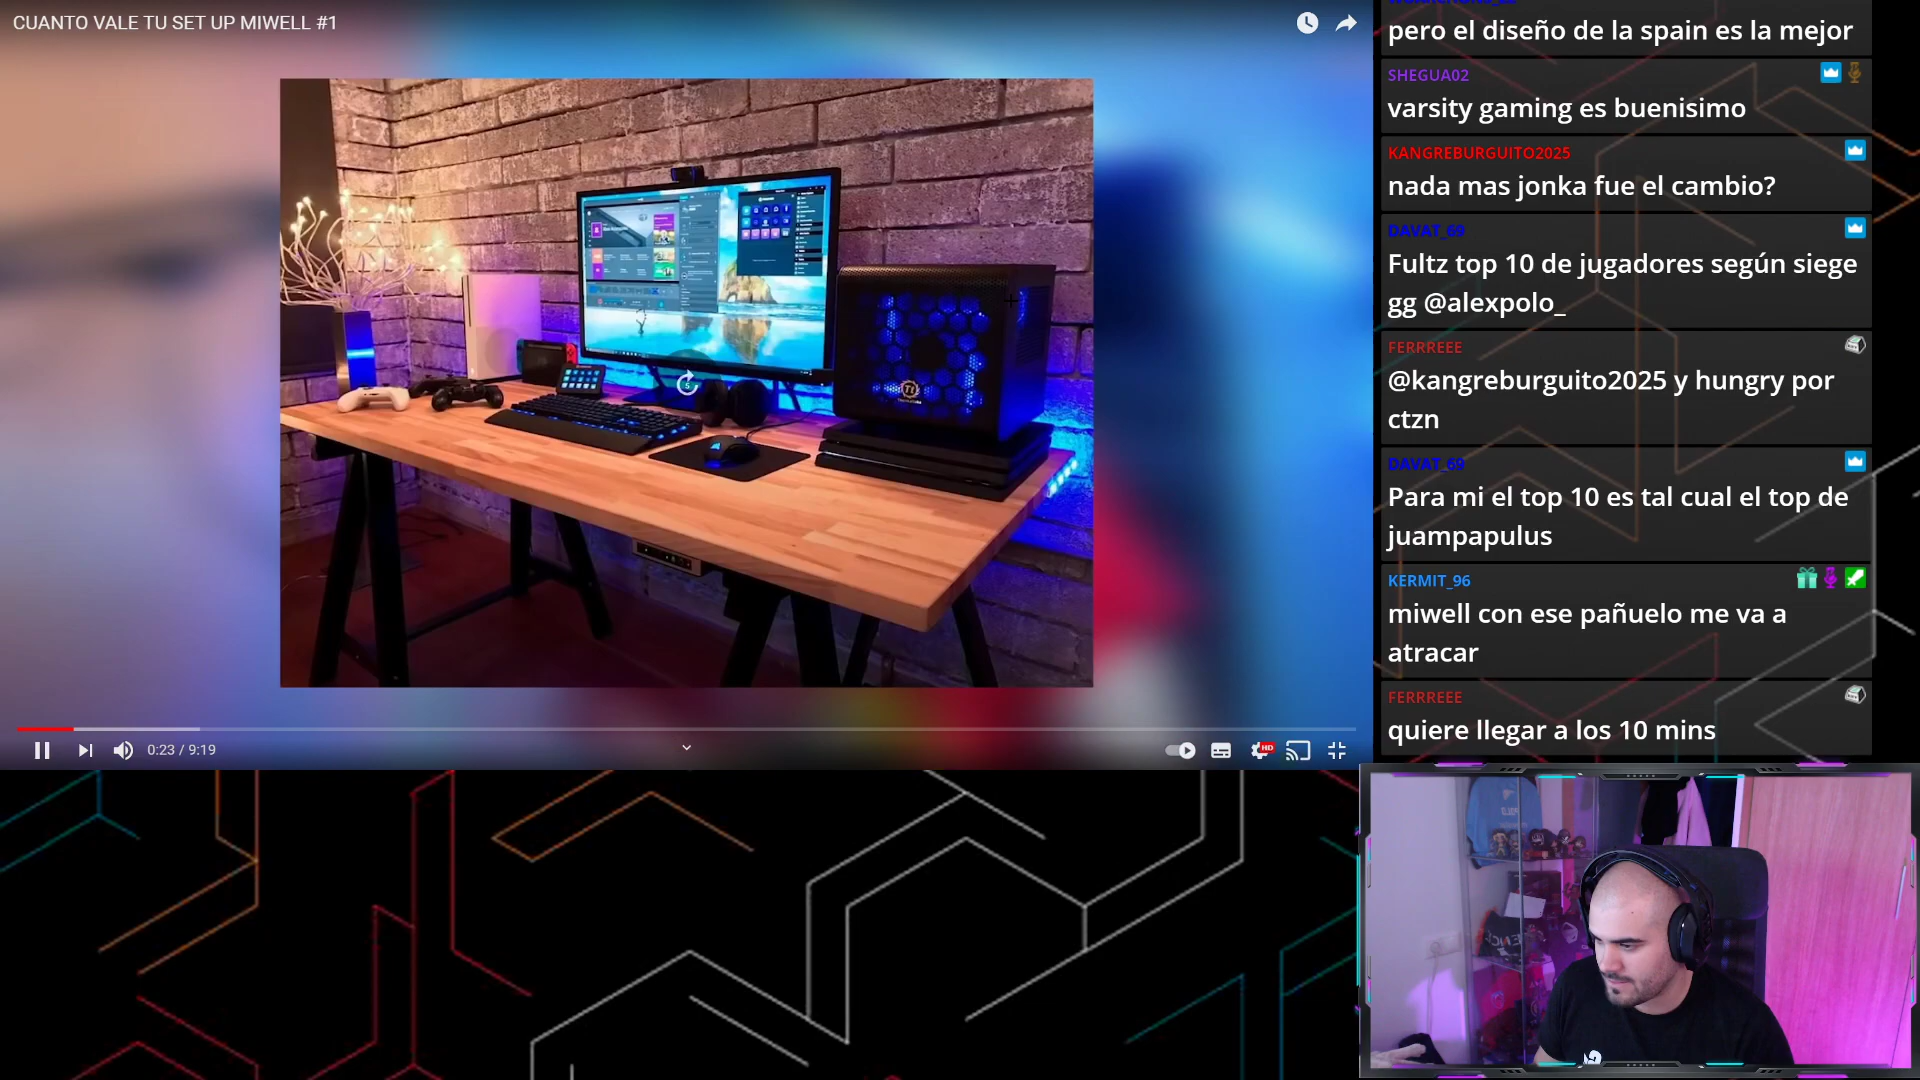 CUANTO VALE TU SET UP MIWELL #1
0:23 / 9:19
HD
5
pero el diseño de la spain es la mejor
SHEGUA02
varsity gaming es buenisimo
KANGREBURGUITO2025
nada mas jonka fue el cambio?
DAVAT_69
Fultz top 10 de jugadores según siege
gg @alexpolo_
FERRREEE
@kangreburguito2025 y hungry por
ctzn
DAVAT_69
Para mi el top 10 es tal cual el top de
juampapulus
KERMIT_96
miwell con ese pañuelo me va a
atracar
FERRREEE
quiere llegar a los 10 mins